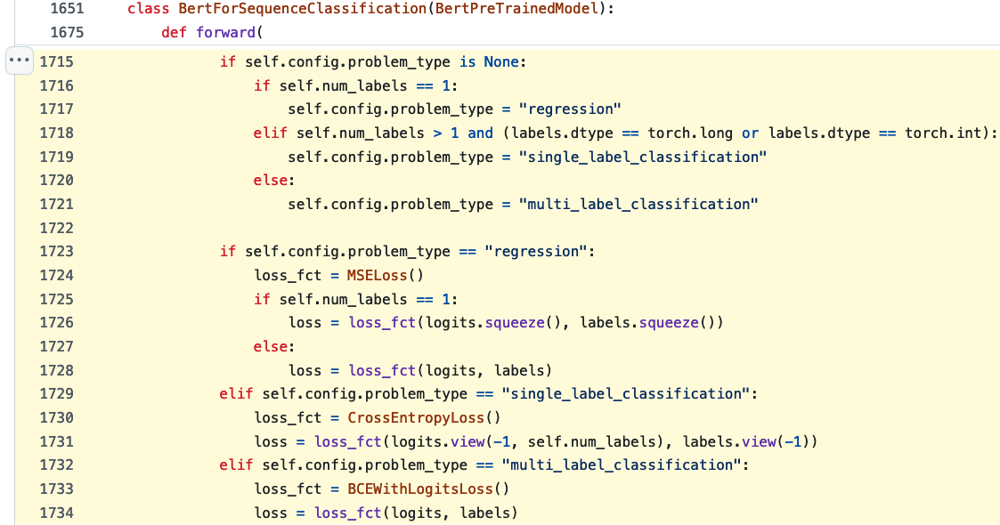 1651 class BertForSequenceClassification(BertPreTrainedModel):
1675 def forward(
1715 if self.config.problem_type is None:
1716 if self.num_labels == 1:
1717 self.config.problem_type = "regression"
1718 elif self.num_labels > 1 and (labels.dtype == torch.long or labels.dtype == torch.int):
1719 self.config.problem_type = "single_label_classification"
1720 else:
1721 self.config.problem_type = "multi_label_classification"
1722
1723 if self.config.problem_type == "regression":
1724 loss_fct = MSELoss()
1725 if self.num_labels == 1:
1726 loss = loss_fct(logits.squeeze(), labels.squeeze())
1727 else:
1728 loss = loss_fct(logits, labels)
1729 elif self.config.problem_type == "single_label_classification":
1730 loss_fct = CrossEntropyLoss()
1731 loss = loss_fct(logits.view(-1, self.num_labels), labels.view(-1))
1732 elif self.config.problem_type == "multi_label_classification":
1733 loss_fct = BCEWithLogitsLoss()
1734 loss = loss_fct(logits, labels)